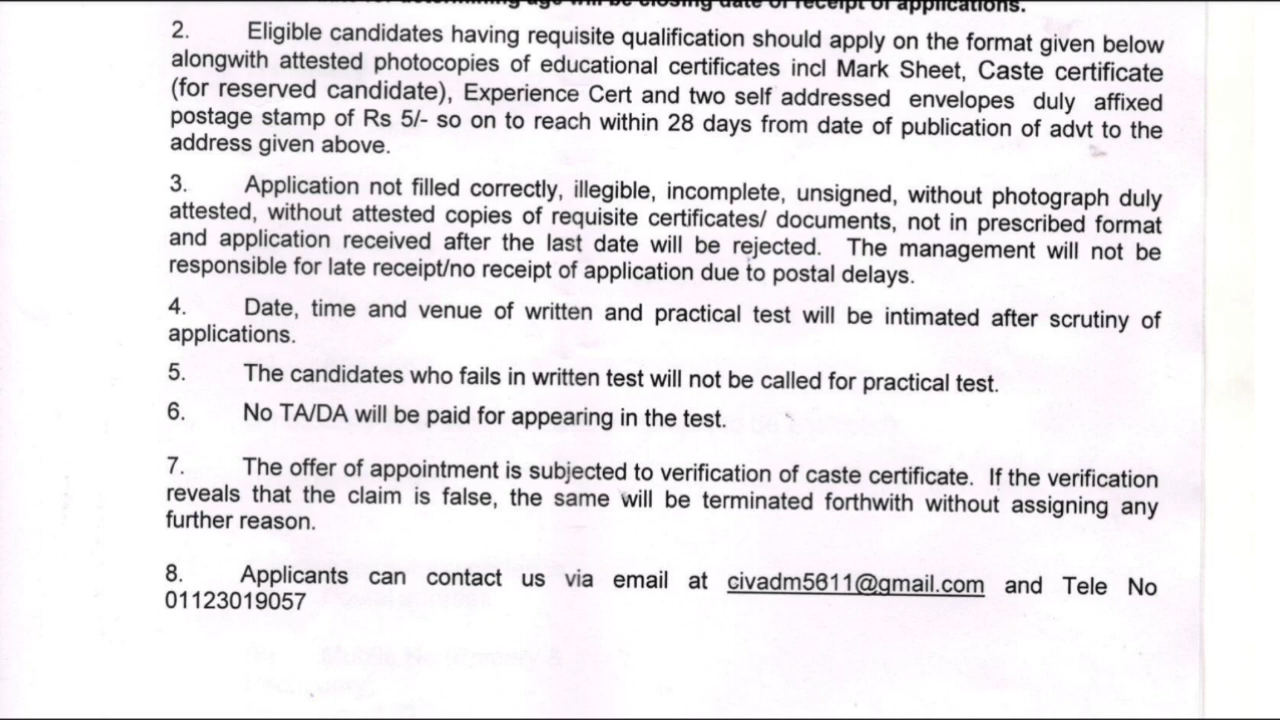 age will be closing date of receipt of applications.
2. Eligible candidates having requisite qualification should apply on the format given below
alongwith attested photocopies of educational certificates incl Mark Sheet, Caste certificate
(for reserved candidate), Experience Cert and two self addressed envelopes duly affixed
postage stamp of Rs 5/- so on to reach within 28 days from date of publication of advt to the
address given above.
3. Application not filled correctly, illegible, incomplete, unsigned, without photograph duly
attested, without attested copies of requisite certificates/ documents, not in prescribed format
and application received after the last date will be rejected. The management will not be
responsible for late receipt/no receipt of application due to postal delays.
4. Date, time and venue of written and practical test will be intimated after scrutiny of
applications.
5. The candidates who fails in written test will not be called for practical test.
6. No TA/DA will be paid for appearing in the test.
7. The offer of appointment is subjected to verification of caste certificate. If the verification
reveals that the claim is false, the same will be terminated forthwith without assigning any
further reason.
8. Applicants can contact us via email at civadm5611@gmail.com and Tele No
01123019057